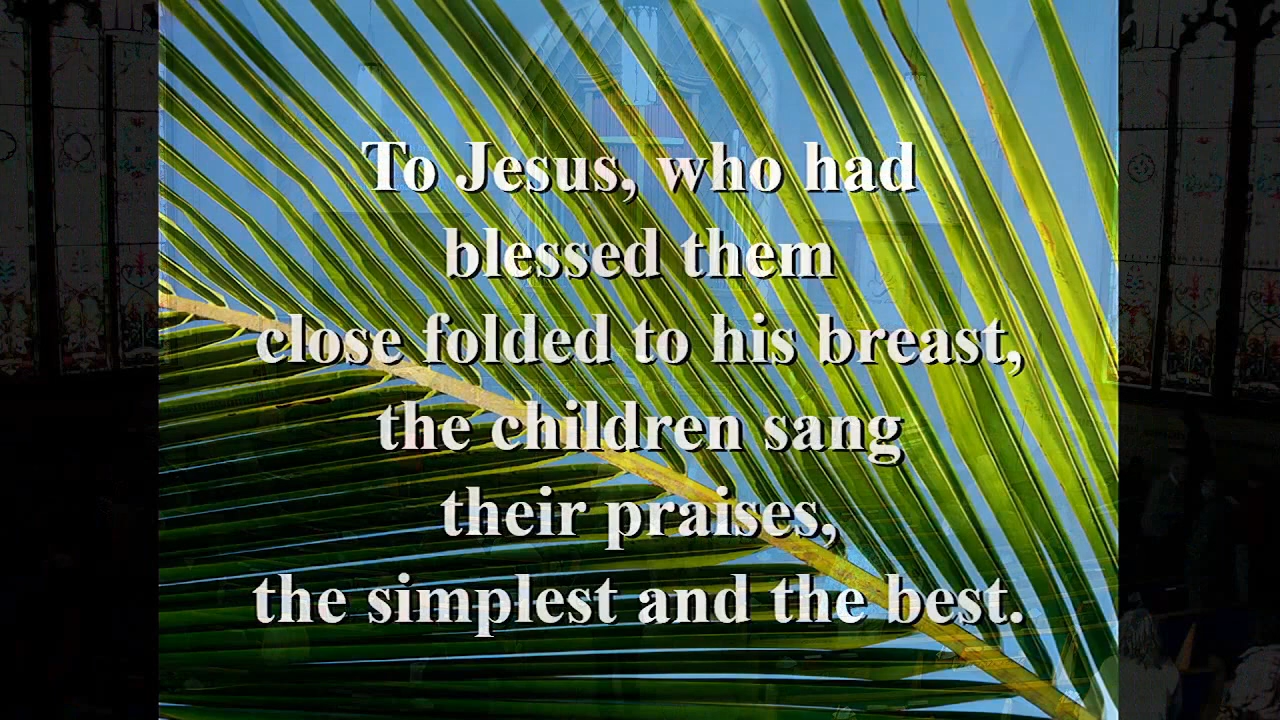 To Jesus, who had
blessed them
close folded to his breast,
the children sang
their praises,
the simplest and the best.